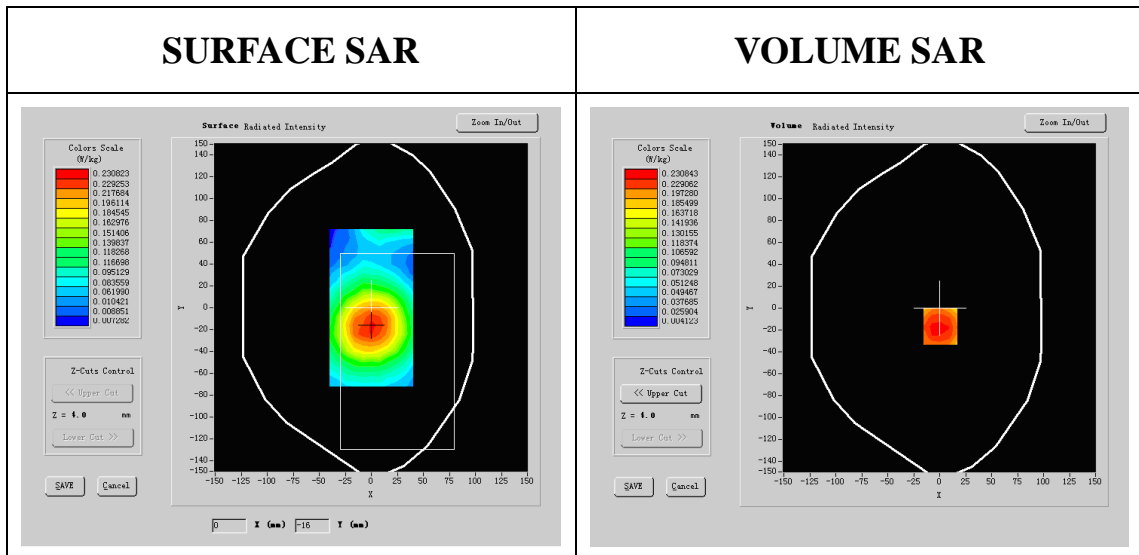 SURFACE SAR
VOLUME SAR
Surface Radiated Intensity
Zoom In/Out
Colors Scale
(W/kg)
0.230823
0.229253
0.217684
0.196114
0.184545
0.162976
0.151406
0.139837
0.118268
0.116698
0.095129
0.083559
0.061990
0.010421
0.008851
0.007282
150
140
120
100
80
60
40
20
0
-20
-40
-60
-80
-100
-120
-140
-150
Y
-150 -125 -100 -75 -50 -25 0 25 50 75 100 125 150
X
Z-Cuts Control
<< Upper Cut
Z = 4.0 mm
Lower Cut >>
SAVE
Cancel
0 X (mm) -16 Y (mm)
Volume Radiated Intensity
Zoom In/Out
Colors Scale
(W/kg)
0.230843
0.229062
0.197280
0.185499
0.163718
0.141936
0.130155
0.118374
0.106592
0.094811
0.073029
0.051248
0.049467
0.037685
0.025904
0.004123
150
140
120
100
80
60
40
20
0
-20
-40
-60
-80
-100
-120
-140
-150
Y
-150 -125 -100 -75 -50 -25 0 25 50 75 100 125 150
X
Z-Cuts Control
<< Upper Cut
Z = 4.0 mm
Lower Cut >>
SAVE
Cancel